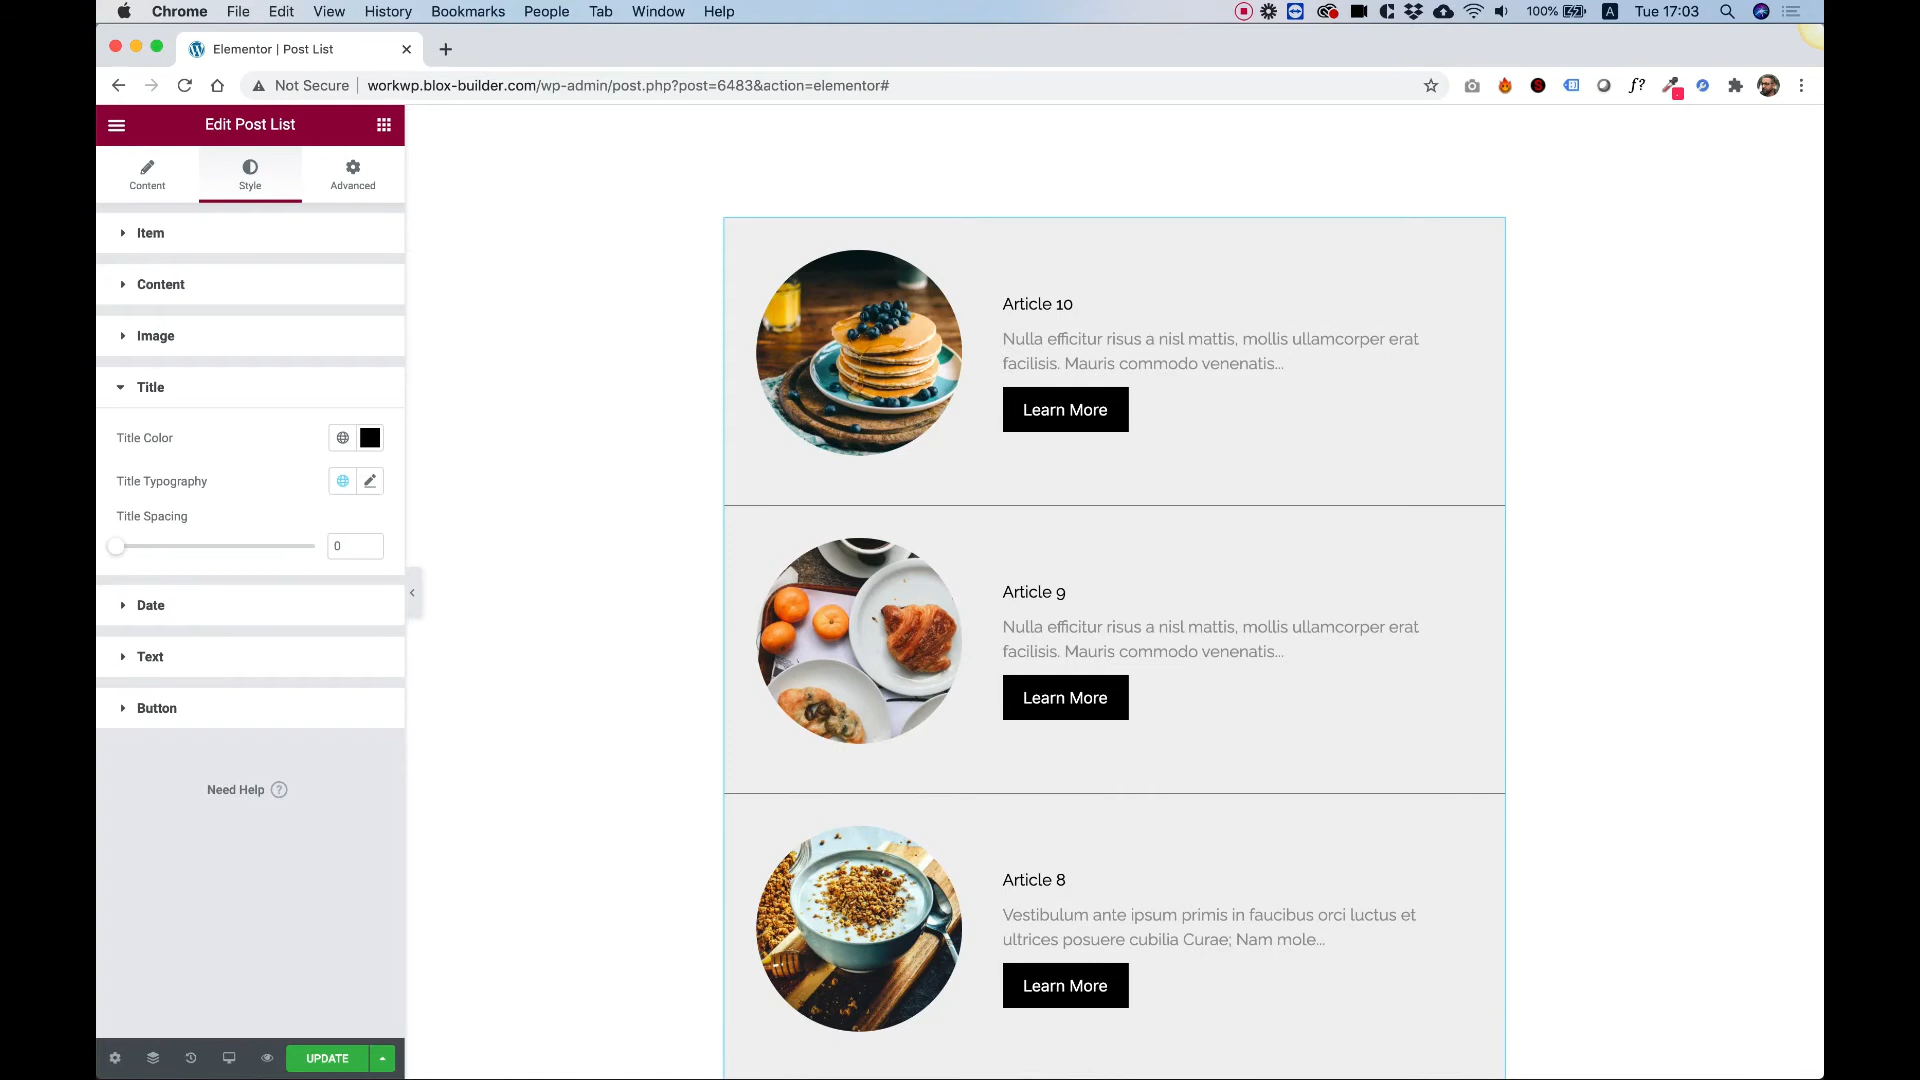 Chrome File Edit View History Bookmarks People Tab Window Help 100% A Tue 17:03
Elementor | Post List
Not Secure workwp.blox-builder.com/wp-admin/post.php?post=6483&action=elementor# f?
Edit Post List
Content Style Advanced
Item
Content
Image
Title
Title Color
Title Typography
Title Spacing
0
Date
Text
Button
Need Help ?
UPDATE
Article 10
Nulla efficitur risus a nisl mattis, mollis ullamcorper erat
facilisis. Mauris commodo venenatis...
Learn More
Article 9
Nulla efficitur risus a nisl mattis, mollis ullamcorper erat
facilisis. Mauris commodo venenatis...
Learn More
Article 8
Vestibulum ante ipsum primis in faucibus orci luctus et
ultrices posuere cubilia Curae; Nam mole...
Learn More